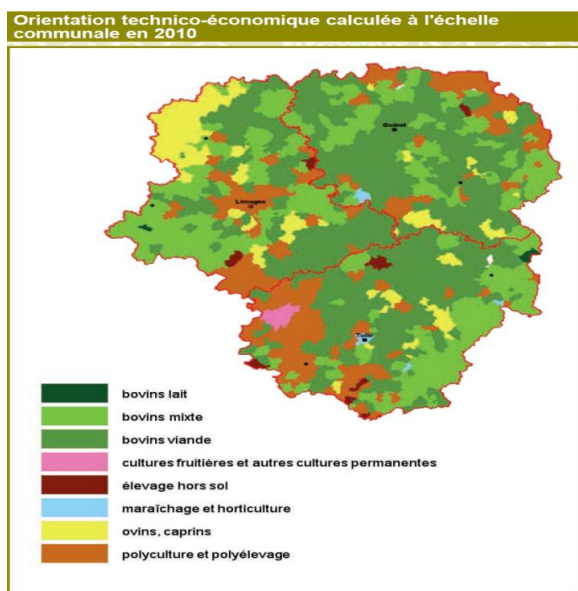 Orientation technico-économique calculée à l'échelle
communale en 2010
Guéret
Limoges
Tulle
bovins lait
bovins mixte
bovins viande
cultures fruitières et autres cultures permanentes
élevage hors sol
maraîchage et horticulture
ovins, caprins
polyculture et polyélevage